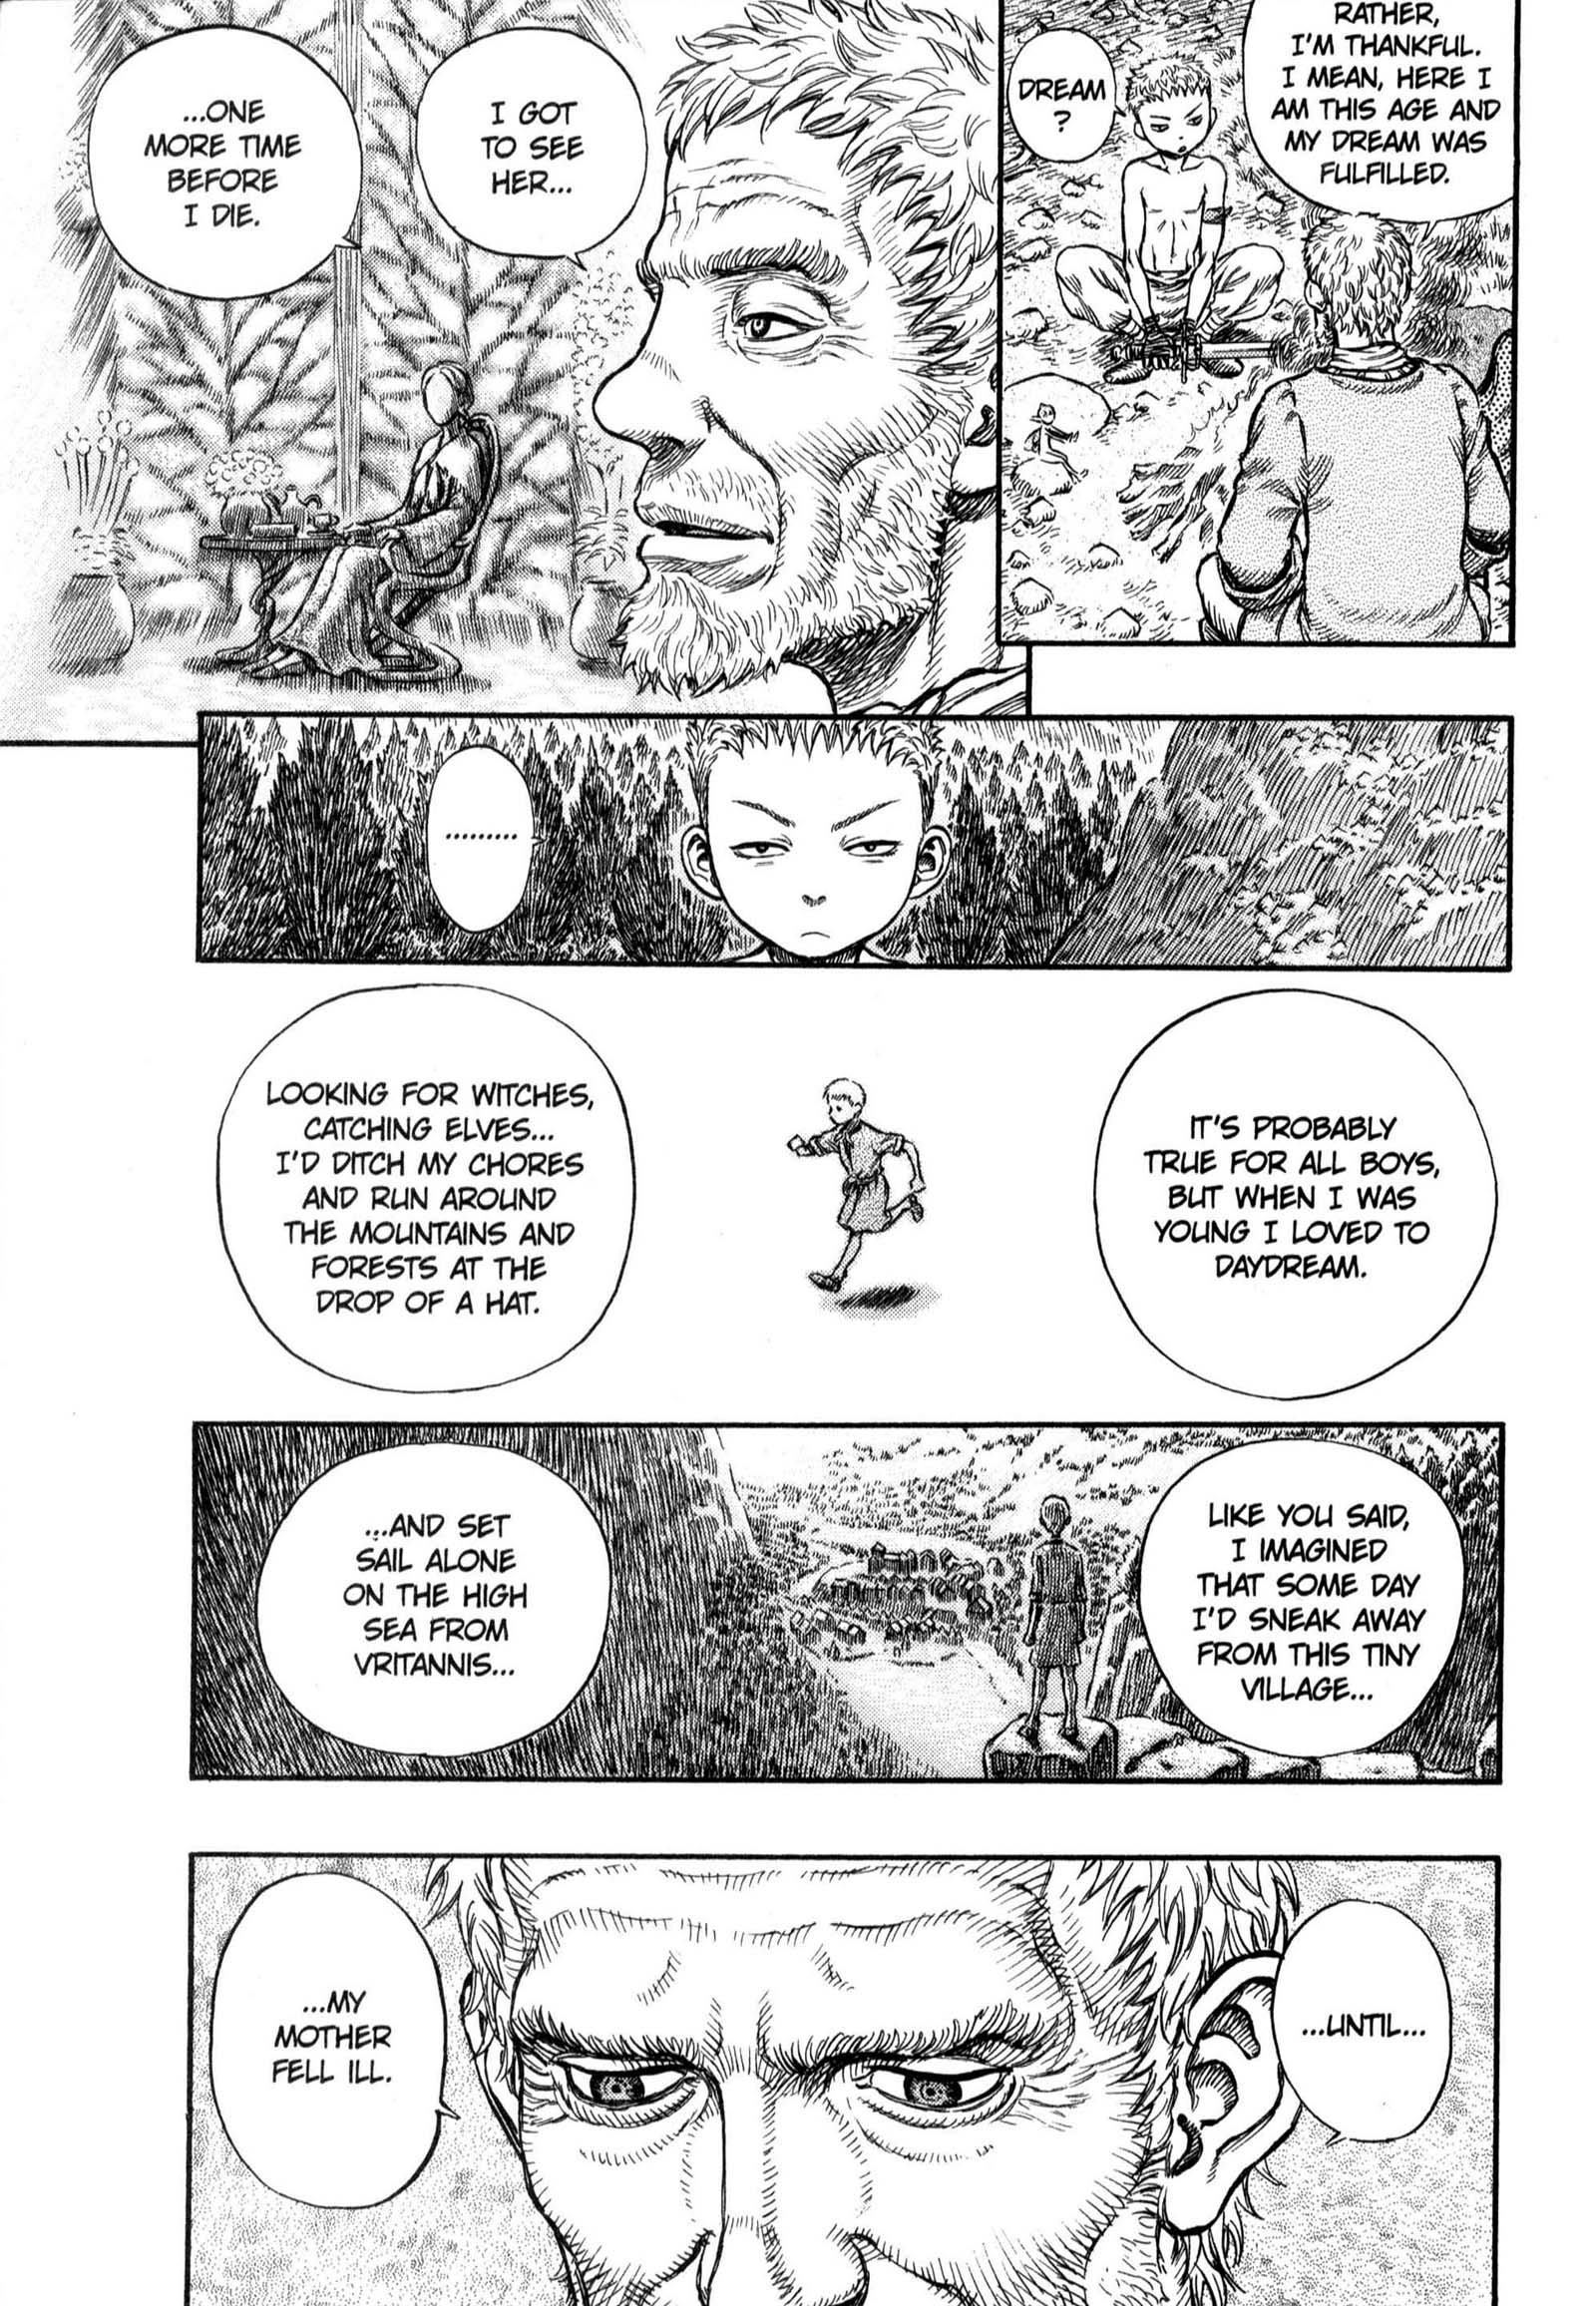 RATHER,
I'M THANKFUL.
I MEAN, HERE I
AM THIS AGE AND
MY DREAM WAS
FULFILLED.
DREAM
?
I GOT
TO SEE
HER...
...ONE
MORE TIME
BEFORE
I DIE.
.........
IT'S PROBABLY
TRUE FOR ALL BOYS,
BUT WHEN I WAS
YOUNG I LOVED TO
DAYDREAM.
LOOKING FOR WITCHES,
CATCHING ELVES...
I'D DITCH MY CHORES
AND RUN AROUND
THE MOUNTAINS AND
FORESTS AT THE
DROP OF A HAT.
LIKE YOU SAID,
I IMAGINED
THAT SOME DAY
I'D SNEAK AWAY
FROM THIS TINY
VILLAGE...
...AND SET
SAIL ALONE
ON THE HIGH
SEA FROM
VRITANNIS...
...UNTIL...
...MY
MOTHER
FELL ILL.